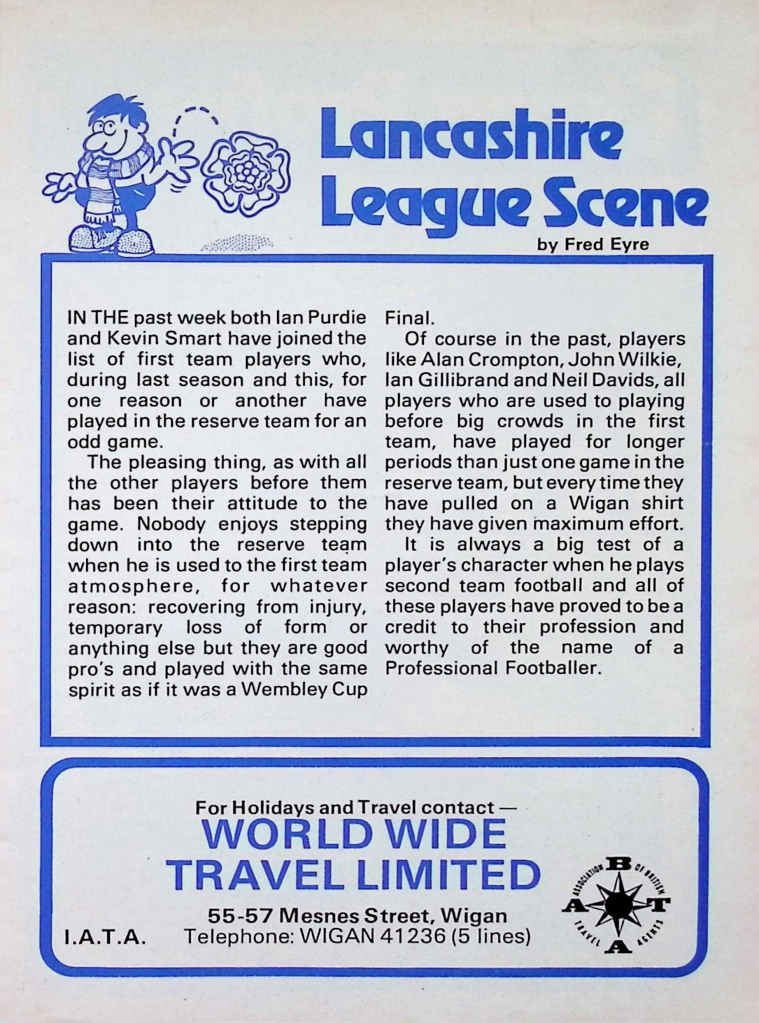 Lancashire
League Scene
by Fred Eyre
IN THE past week both Ian Purdie
and Kevin Smart have joined the
list of first team players who,
during last season and this, for
one reason or another have
played in the reserve team for an
odd game.
The pleasing thing, as with all
the other players before them
has been their attitude to the
game. Nobody enjoys stepping
down into the reserve team
when he is used to the first team
atmosphere, for whatever
reason: recovering from injury,
temporary loss of form or
anything else but they are good
pro's and played with the same
spirit as if it was a Wembley Cup
Final.
Of course in the past, players
like Alan Crompton, John Wilkie,
Ian Gillibrand and Neil Davids, all
players who are used to playing
before big crowds in the first
team, have played for longer
periods than just one game in the
reserve team, but every time they
have pulled on a Wigan shirt
they have given maximum effort.
It is always a big test of a
player's character when he plays
second team football and all of
these players have proved to be a
credit to their profession and
worthy of the name of a
Professional Footballer.
For Holidays and Travel contact —
WORLD WIDE
TRAVEL LIMITED
55-57 Mesnes Street, Wigan
I.A.T.A. Telephone: WIGAN 41236 (5 lines)
ABTA
ASSOCIATION OF BRITISH
TRAVEL AGENTS